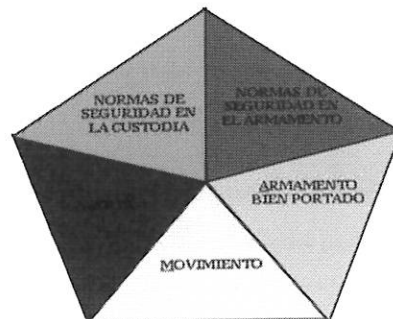 NORMAS DE
SEGURIDAD EN
LA CUSTODIA
NORMAS DE
SEGURIDAD EN
EL ARMAMENTO
ARMAMENTO
BIEN PORTADO
MOVIMIENTO